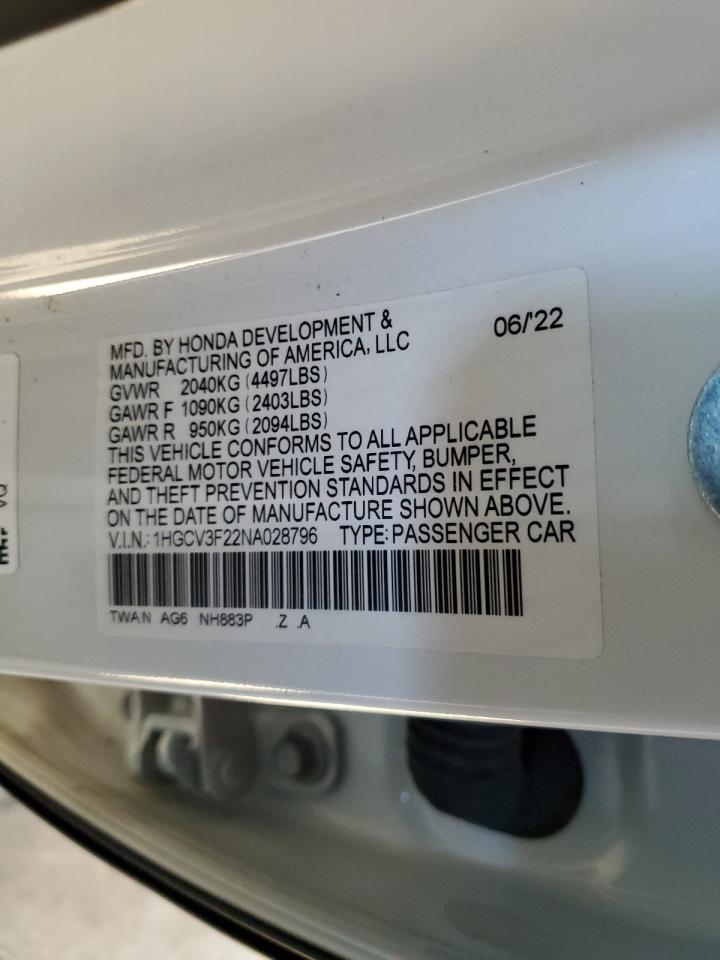 MFD. BY HONDA DEVELOPMENT &
MANUFACTURING OF AMERICA, LLC
06/'22
GVWR 2040KG (4497LBS)
GAWR F 1090KG (2403LBS)
GAWR R 950KG (2094LBS)
THIS VEHICLE CONFORMS TO ALL APPLICABLE
FEDERAL MOTOR VEHICLE SAFETY, BUMPER,
AND THEFT PREVENTION STANDARDS IN EFFECT
ON THE DATE OF MANUFACTURE SHOWN ABOVE.
V.I.N.: 1HGCV3F22NA028796 TYPE: PASSENGER CAR
TWAN AG6 NH883P .Z .A
VQ